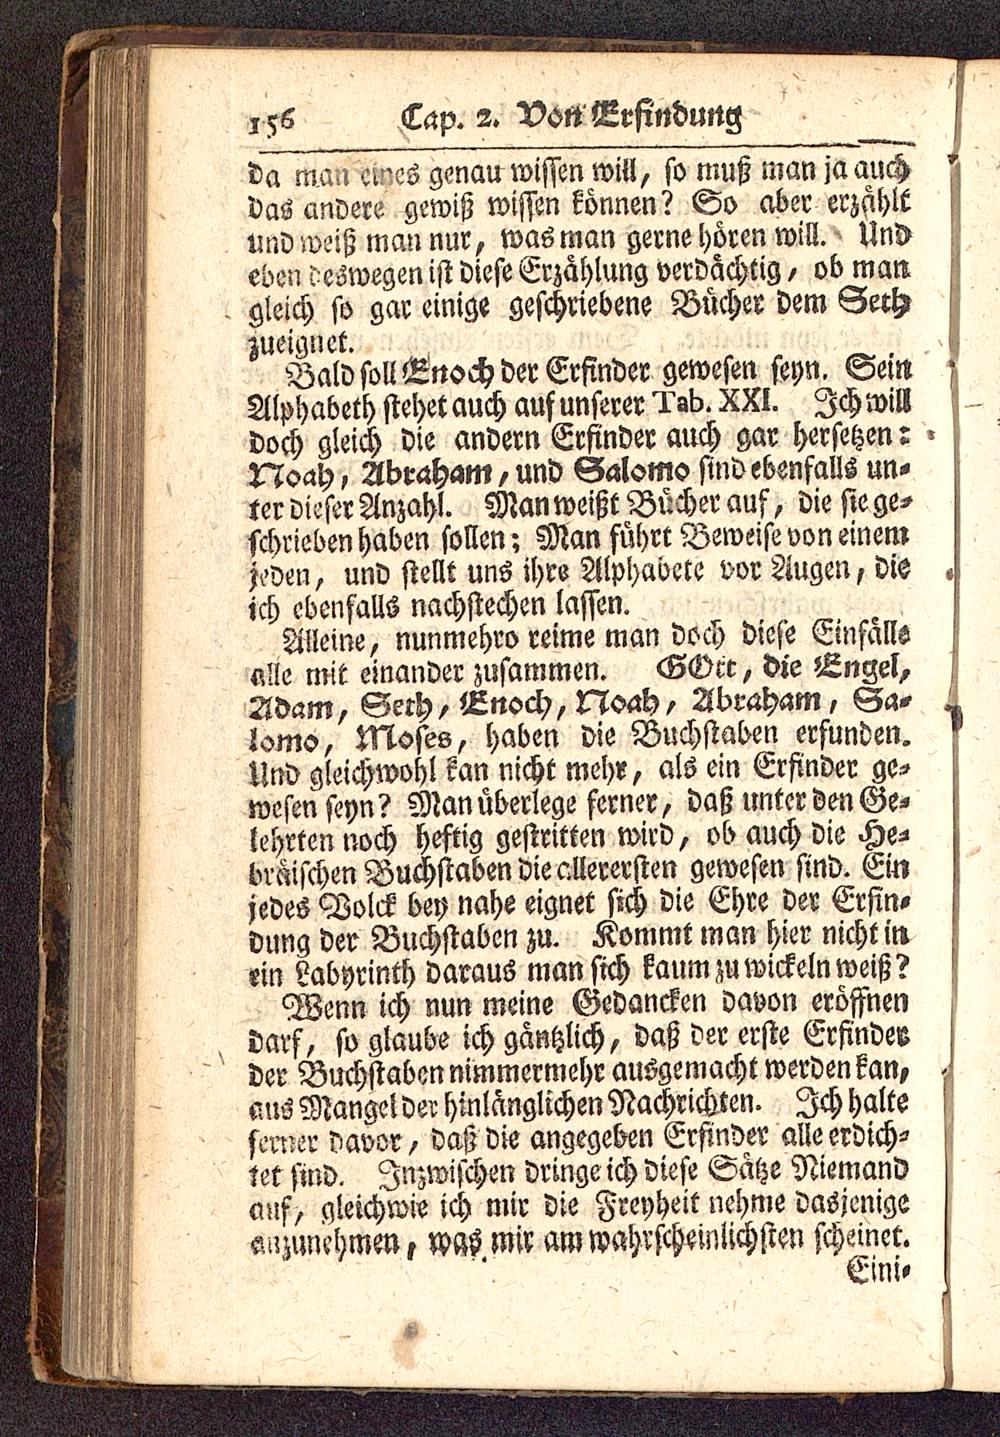 156 Cap. 2. Von Erfindung
da man eines genau wissen will, so muß man ja auch
das andere gewiß wissen können? So aber erzählt
und weiß man nur, was man gerne hören will. Und
eben deswegen ist diese Erzählung verdächtig, ob man
gleich so gar einige geschriebene Bücher dem Seth
zueignet.
Bald soll Enoch der Erfinder gewesen seyn. Sein
Alphabeth stehet auch auf unserer Tab. XXI. Ich will
doch gleich die andern Erfinder auch gar hersetzen:
Noah, Abraham, und Salomo sind ebenfalls un-
ter dieser Anzahl. Man weißt Bücher auf, die sie ge-
schrieben haben sollen; Man führt Beweise von einem
jeden, und stellt uns ihre Alphabete vor Augen, die
ich ebenfalls nachstechen lassen.
Alleine, nunmehro reime man doch diese Einfälle
alle mit einander zusammen. GOtt, die Engel,
Adam, Seth, Enoch, Noah, Abraham, Sa-
lomo, Moses, haben die Buchstaben erfunden.
Und gleichwohl kan nicht mehr, als ein Erfinder ge-
wesen seyn? Man überlege ferner, daß unter den Ge-
lehrten noch heftig gestritten wird, ob auch die He-
bräischen Buchstaben die allerersten gewesen sind. Ein
jedes Volck bey nahe eignet sich die Ehre der Erfin-
dung der Buchstaben zu. Kommt man hier nicht in
ein Labyrinth daraus man sich kaum zu wickeln weiß?
Wenn ich nun meine Gedancken davon eröffnen
darf, so glaube ich gäntzlich, daß der erste Erfinder
der Buchstaben nimmermehr ausgemacht werden kan,
aus Mangel der hinlänglichen Nachrichten. Ich halte
ferner davor, daß die angegeben Erfinder alle erdich-
tet sind. Inzwischen dringe ich diese Sätze Niemand
auf, gleichwie ich mir die Freyheit nehme dasjenige
anzunehmen, was mir am wahrscheinlichsten scheinet.
Eini-